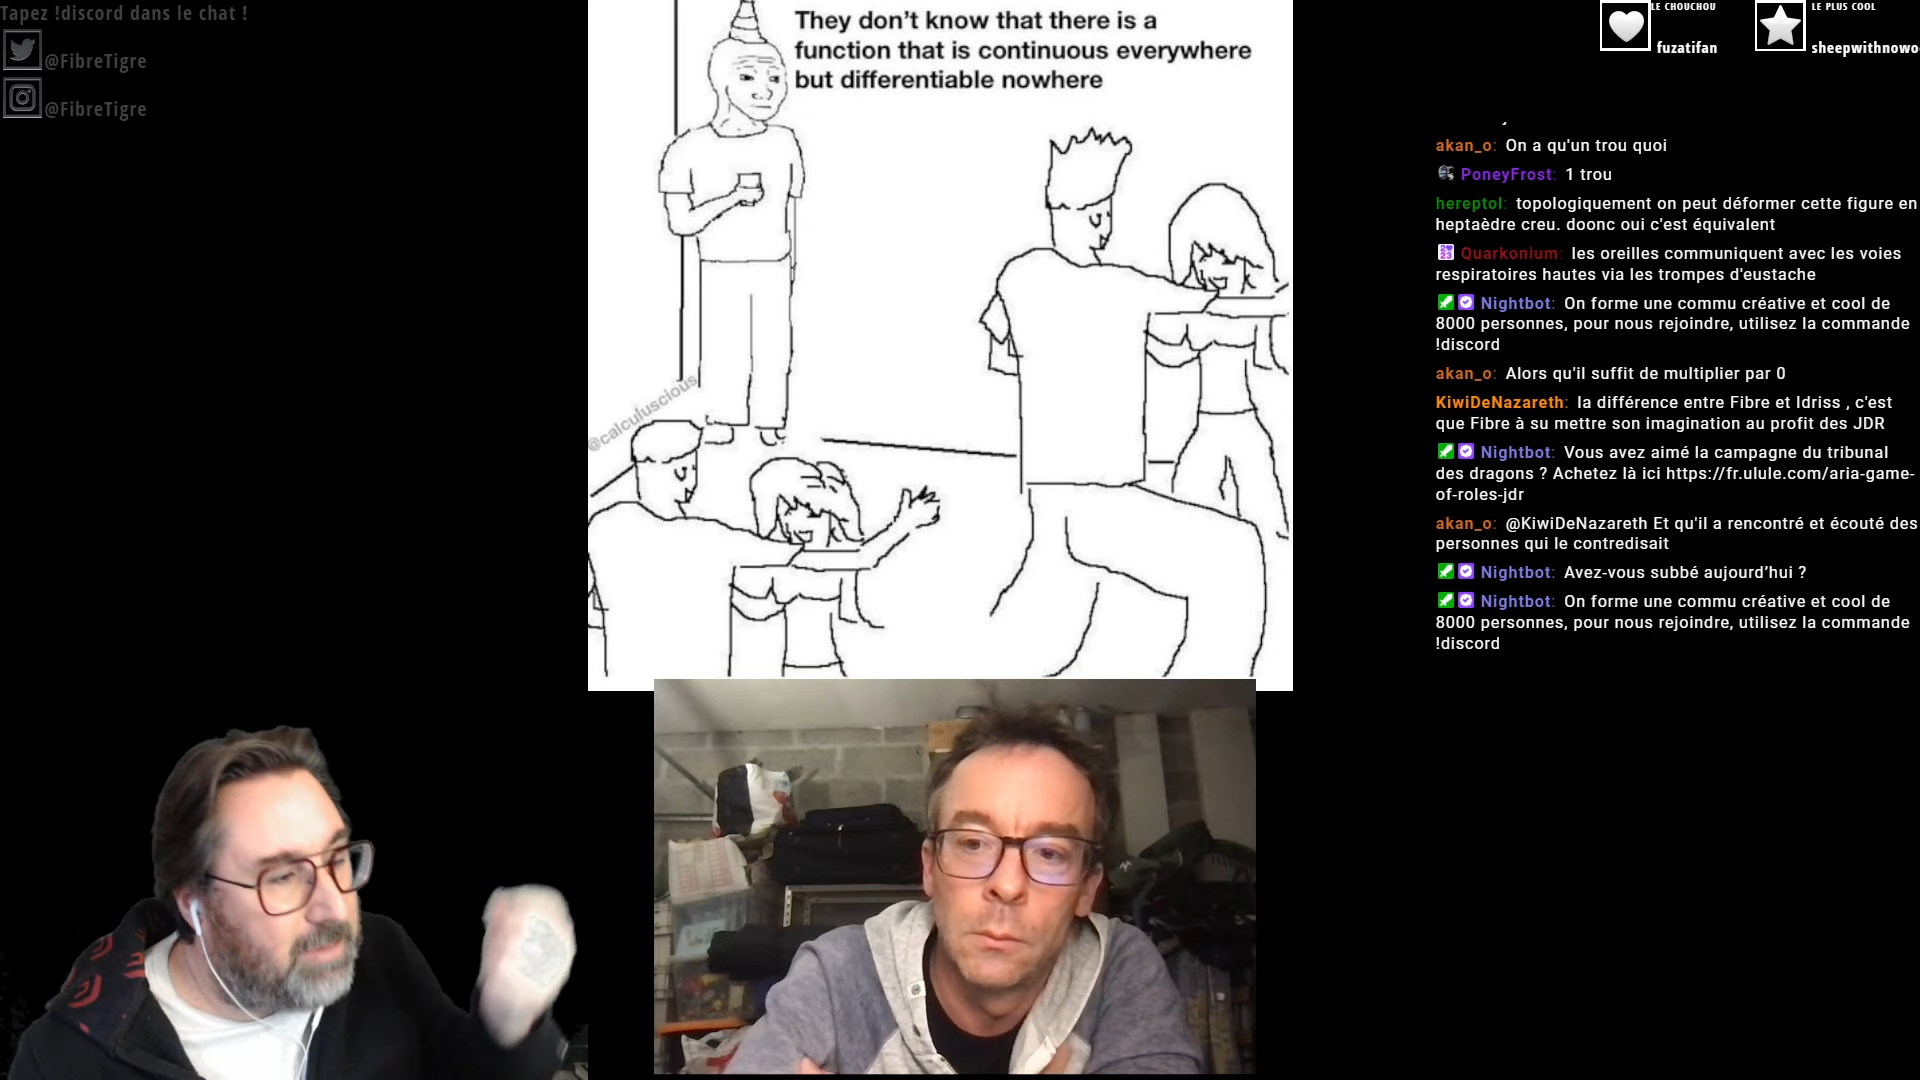 Tapez !discord dans le chat !
@FibreTigre
@FibreTigre
They don't know that there is a
function that is continuous everywhere
but differentiable nowhere
@calculuscious
LE CHOUCHOU
fuzatifan
LE PLUS COOL
sheepwithnowo
akan_o: On a qu'un trou quoi
PoneyFrost: 1 trou
hereptol: topologiquement on peut déformer cette figure en
heptaèdre creu. doonc oui c'est équivalent
Quarkonium: les oreilles communiquent avec les voies
respiratoires hautes via les trompes d'eustache
Nightbot: On forme une commu créative et cool de
8000 personnes, pour nous rejoindre, utilisez la commande
!discord
akan_o: Alors qu'il suffit de multiplier par 0
KiwiDeNazareth: la différence entre Fibre et Idriss , c'est
que Fibre à su mettre son imagination au profit des JDR
Nightbot: Vous avez aimé la campagne du tribunal
des dragons ? Achetez là ici https://fr.ulule.com/aria-game-
of-roles-jdr
akan_o: @KiwiDeNazareth Et qu'il a rencontré et écouté des
personnes qui le contredisait
Nightbot: Avez-vous subbé aujourd'hui ?
Nightbot: On forme une commu créative et cool de
8000 personnes, pour nous rejoindre, utilisez la commande
!discord